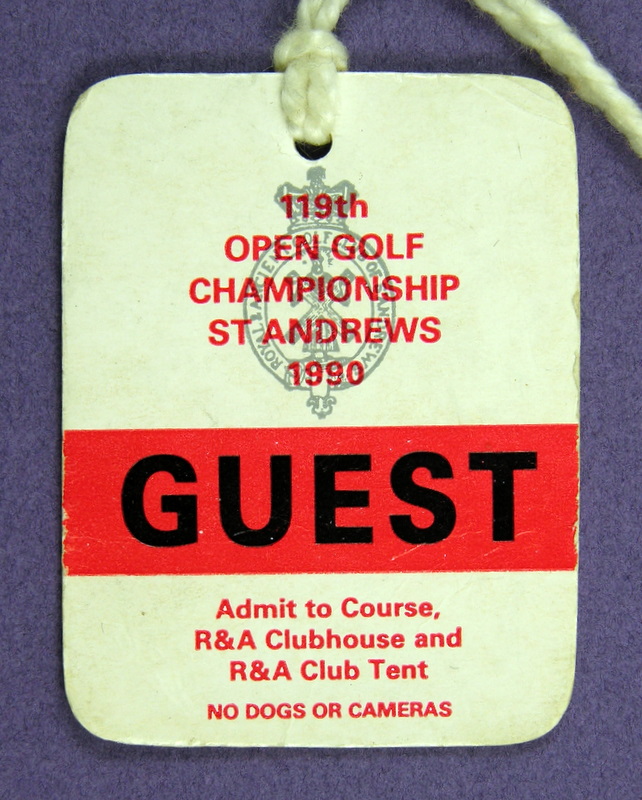 119th
OPEN GOLF
CHAMPIONSHIP
ST ANDREWS
1990
GUEST
Admit to Course,
R&A Clubhouse and
R&A Club Tent
NO DOGS OR CAMERAS